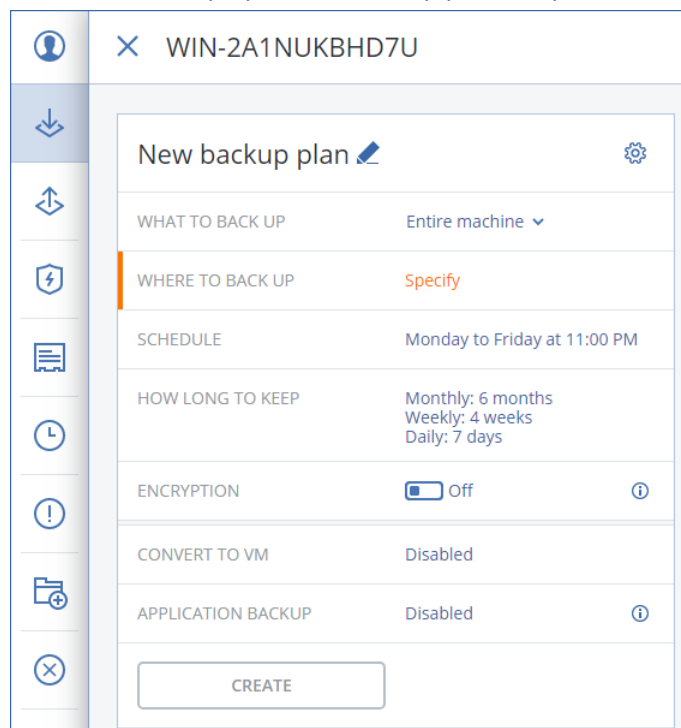 WIN-2A1NUKBHD7U
New backup plan
WHAT TO BACK UP Entire machine
WHERE TO BACK UP Specify
SCHEDULE Monday to Friday at 11:00 PM
HOW LONG TO KEEP Monthly: 6 months
Weekly: 4 weeks
Daily: 7 days
ENCRYPTION Off
CONVERT TO VM Disabled
APPLICATION BACKUP Disabled
CREATE